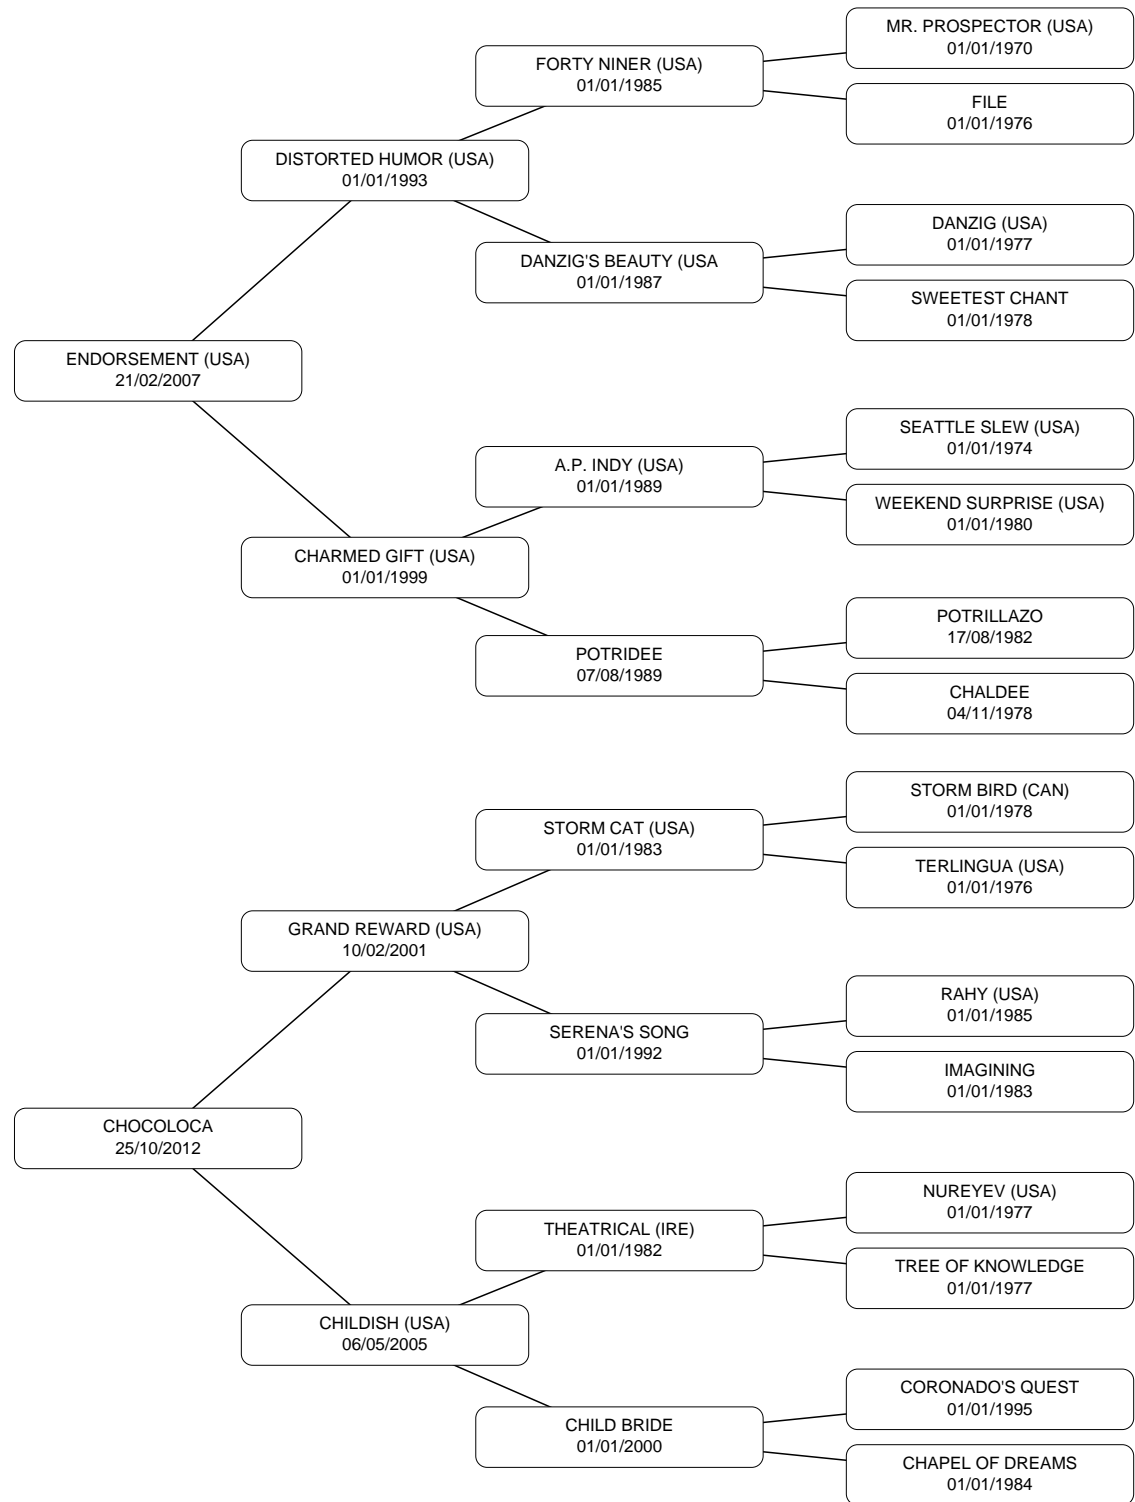 MR. PROSPECTOR (USA)
01/01/1970
FORTY NINER (USA)
01/01/1985
FILE
01/01/1976
DISTORTED HUMOR (USA)
01/01/1993
DANZIG (USA)
01/01/1977
DANZIG'S BEAUTY (USA
01/01/1987
SWEETEST CHANT
01/01/1978
ENDORSEMENT (USA)
21/02/2007
SEATTLE SLEW (USA)
01/01/1974
A.P. INDY (USA)
01/01/1989
WEEKEND SURPRISE (USA)
01/01/1980
CHARMED GIFT (USA)
01/01/1999
POTRILLAZO
17/08/1982
POTRIDEE
07/08/1989
CHALDEE
04/11/1978
STORM BIRD (CAN)
01/01/1978
STORM CAT (USA)
01/01/1983
TERLINGUA (USA)
01/01/1976
GRAND REWARD (USA)
10/02/2001
RAHY (USA)
01/01/1985
SERENA'S SONG
01/01/1992
IMAGINING
01/01/1983
CHOCOLOCA
25/10/2012
NUREYEV (USA)
01/01/1977
THEATRICAL (IRE)
01/01/1982
TREE OF KNOWLEDGE
01/01/1977
CHILDISH (USA)
06/05/2005
CORONADO'S QUEST
01/01/1995
CHILD BRIDE
01/01/2000
CHAPEL OF DREAMS
01/01/1984